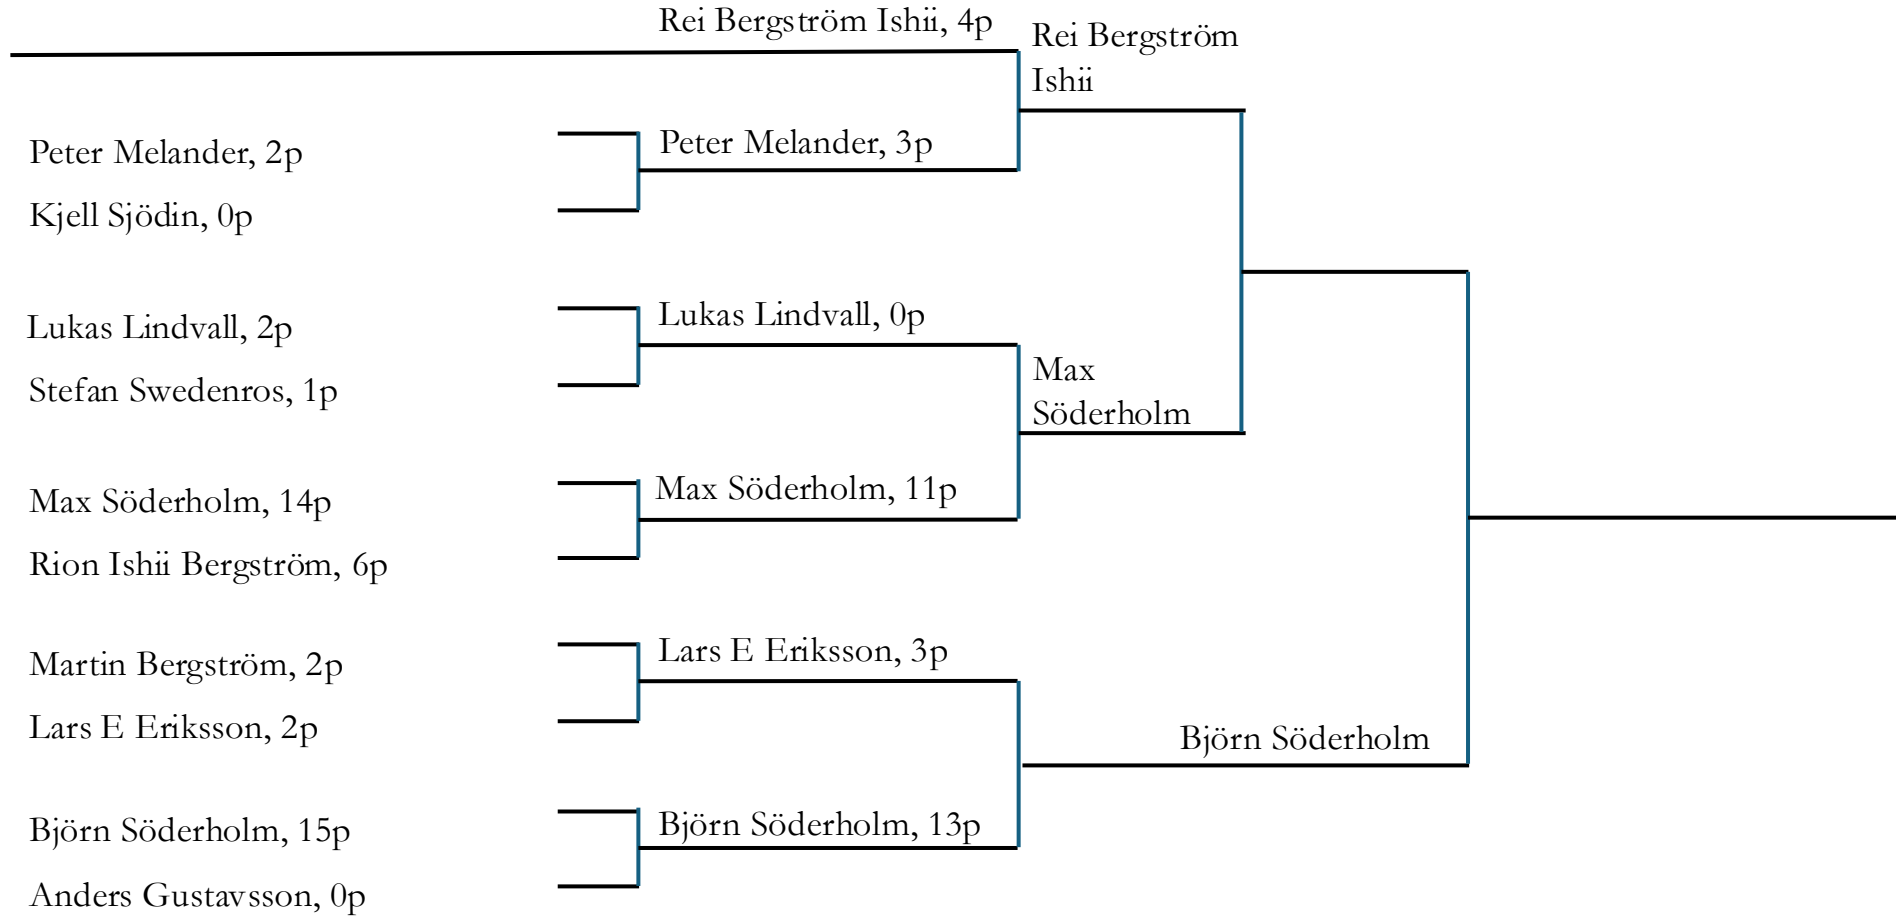 Rei Bergström Ishii, 4p
Rei Bergström
Ishii
Peter Melander, 2p
Peter Melander, 3p
Kjell Sjödin, 0p
Lukas Lindvall, 2p
Lukas Lindvall, 0p
Stefan Swedenros, 1p
Max
Söderholm
Max Söderholm, 14p
Max Söderholm, 11p
Rion Ishii Bergström, 6p
Martin Bergström, 2p
Lars E Eriksson, 3p
Lars E Eriksson, 2p
Björn Söderholm
Björn Söderholm, 15p
Björn Söderholm, 13p
Anders Gustavsson, 0p